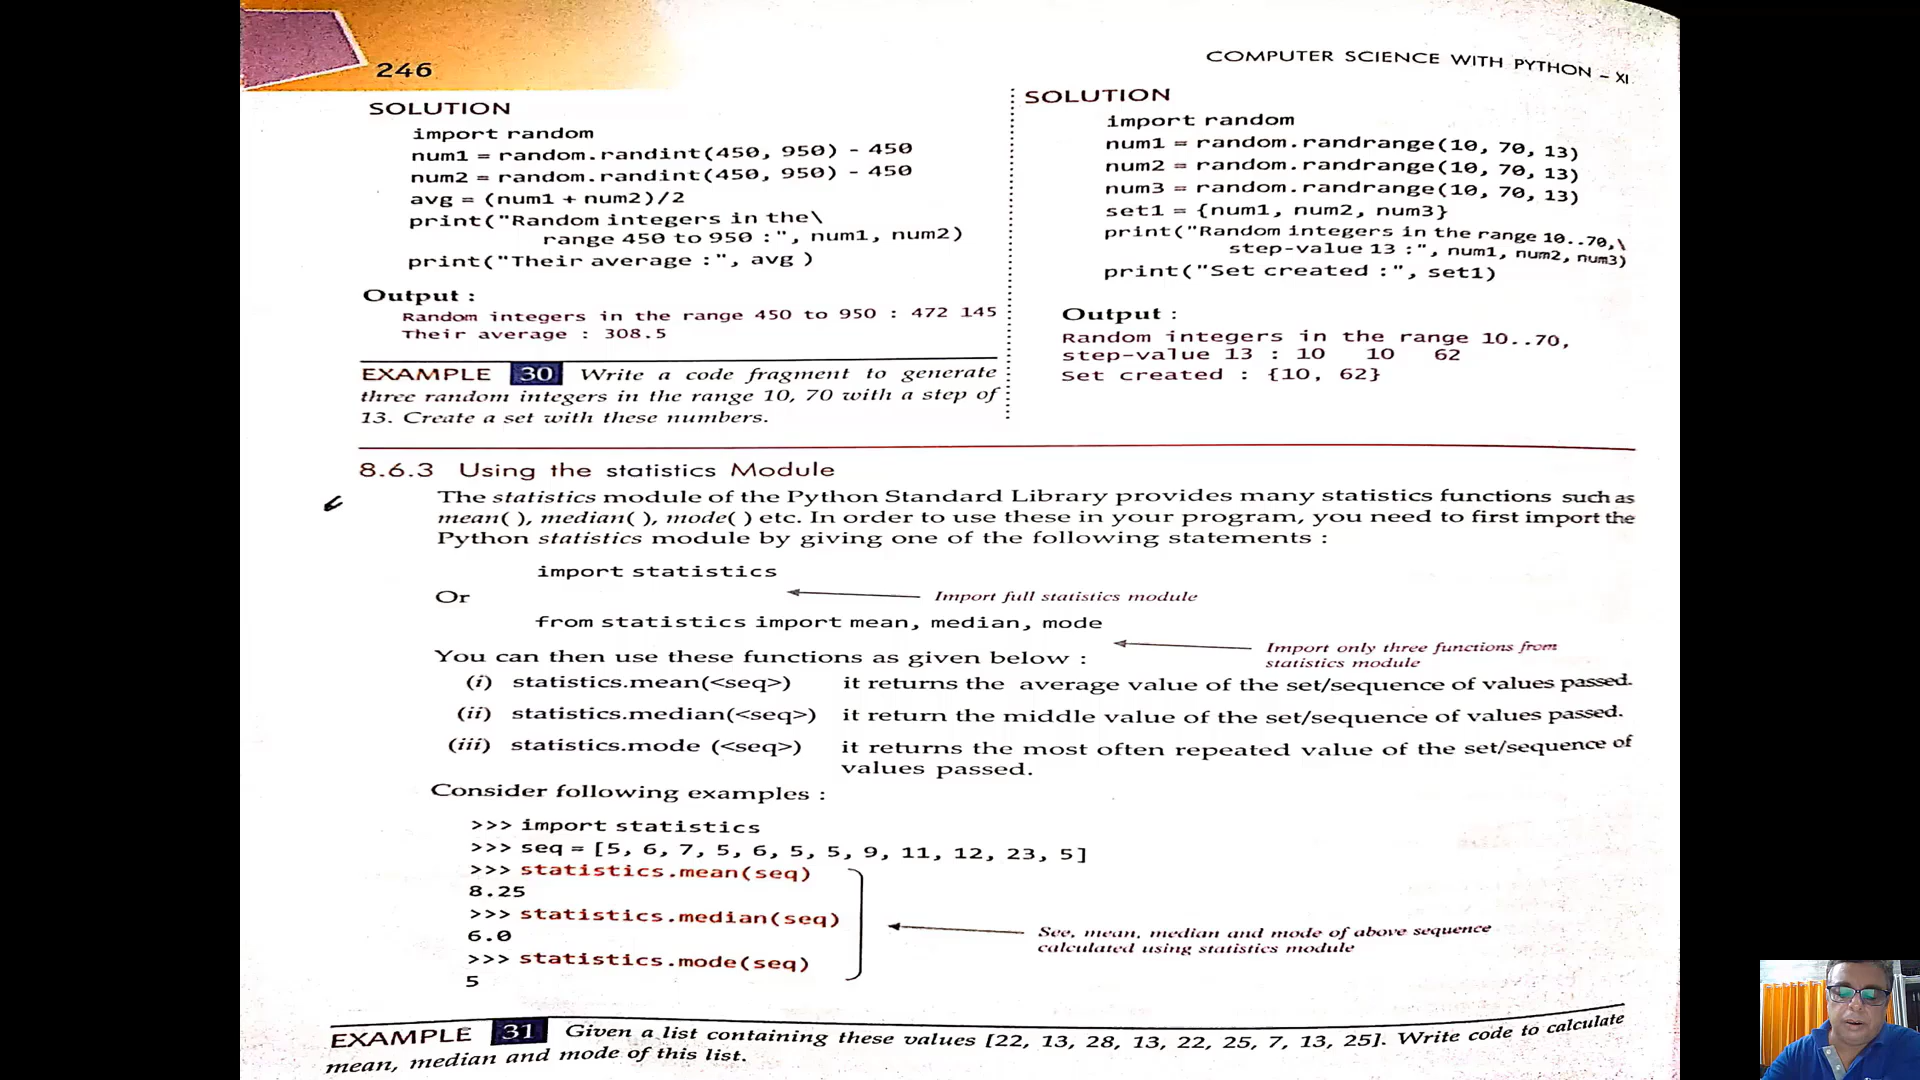 246
COMPUTER SCIENCE WITH PYTHON – XI
SOLUTION
import random
num1 = random.randint(450, 950) - 450
num2 = random.randint(450, 950) - 450
avg = (num1 + num2)/2
print("Random integers in the\
range 450 to 950 :", num1, num2)
print("Their average :", avg )
Output :
Random integers in the range 450 to 950 : 472 145
Their average : 308.5
EXAMPLE 30 Write a code fragment to generate
three random integers in the range 10, 70 with a step of
13. Create a set with these numbers.
SOLUTION
import random
num1 = random.randrange(10, 70, 13)
num2 = random.randrange(10, 70, 13)
num3 = random.randrange(10, 70, 13)
set1 = {num1, num2, num3}
print("Random integers in the range 10..70,\
step-value 13 :", num1, num2, num3)
print("Set created :", set1)
Output :
Random integers in the range 10..70,
step-value 13 : 10 10 62
Set created : {10, 62}
8.6.3 Using the statistics Module
The statistics module of the Python Standard Library provides many statistics functions such as
mean( ), median( ), mode( ) etc. In order to use these in your program, you need to first import the
Python statistics module by giving one of the following statements :
import statistics
Or
Import full statistics module
from statistics import mean, median, mode
Import only three functions from
statistics module
You can then use these functions as given below :
(i) statistics.mean(<seq>) it returns the average value of the set/sequence of values passed.
(ii) statistics.median(<seq>) it return the middle value of the set/sequence of values passed.
(iii) statistics.mode (<seq>) it returns the most often repeated value of the set/sequence of
values passed.
Consider following examples :
>>> import statistics
>>> seq = [5, 6, 7, 5, 6, 5, 5, 9, 11, 12, 23, 5]
>>> statistics.mean(seq)
8.25
>>> statistics.median(seq)
6.0
>>> statistics.mode(seq)
5
See, mean, median and mode of above sequence
calculated using statistics module
EXAMPLE 31 Given a list containing these values [22, 13, 28, 13, 22, 25, 7, 13, 25]. Write code to calculate
mean, median and mode of this list.